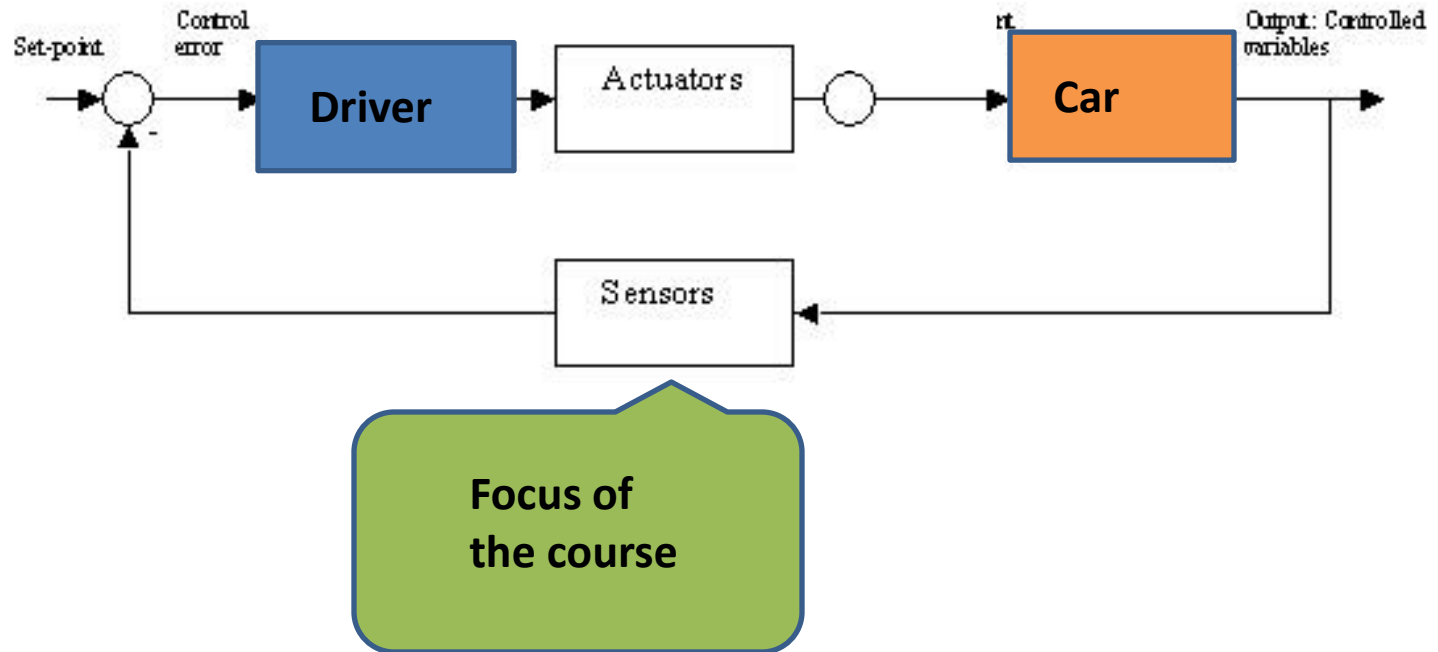 Set-point
Control
error
Driver
Actuators
Car
Output: Controlled
variables
-
Sensors
Focus of
the course